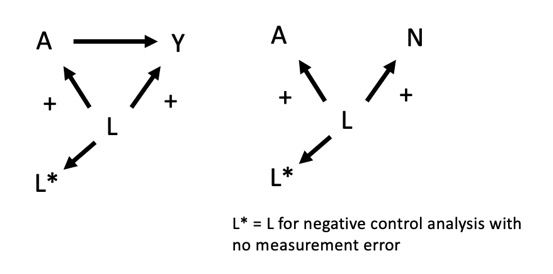 A Y
+ +
L
L*
A N
+ +
L
L*
L* = L for negative control analysis with
no measurement error